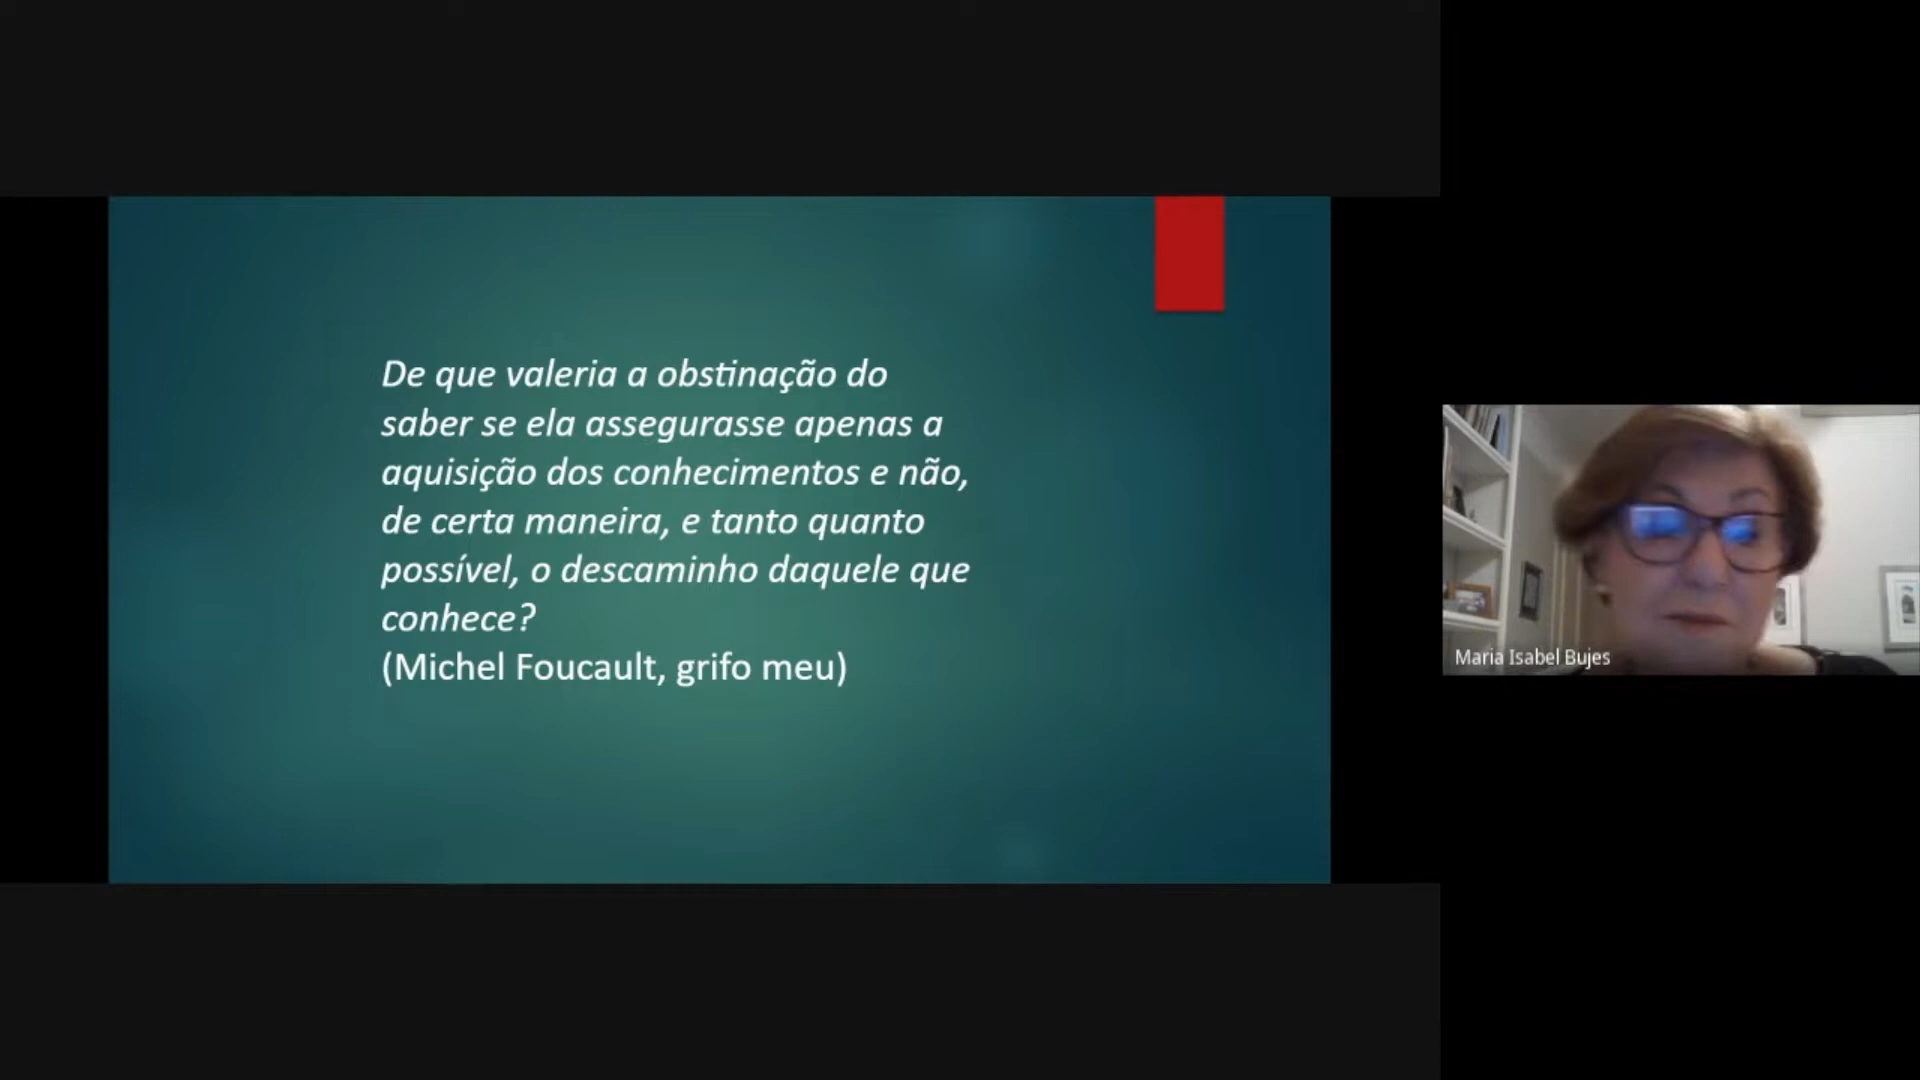 De que valeria a obstinação do
saber se ela assegurasse apenas a
aquisição dos conhecimentos e não,
de certa maneira, e tanto quanto
possível, o descaminho daquele que
conhece?
(Michel Foucault, grifo meu)
Maria Isabel Bujes